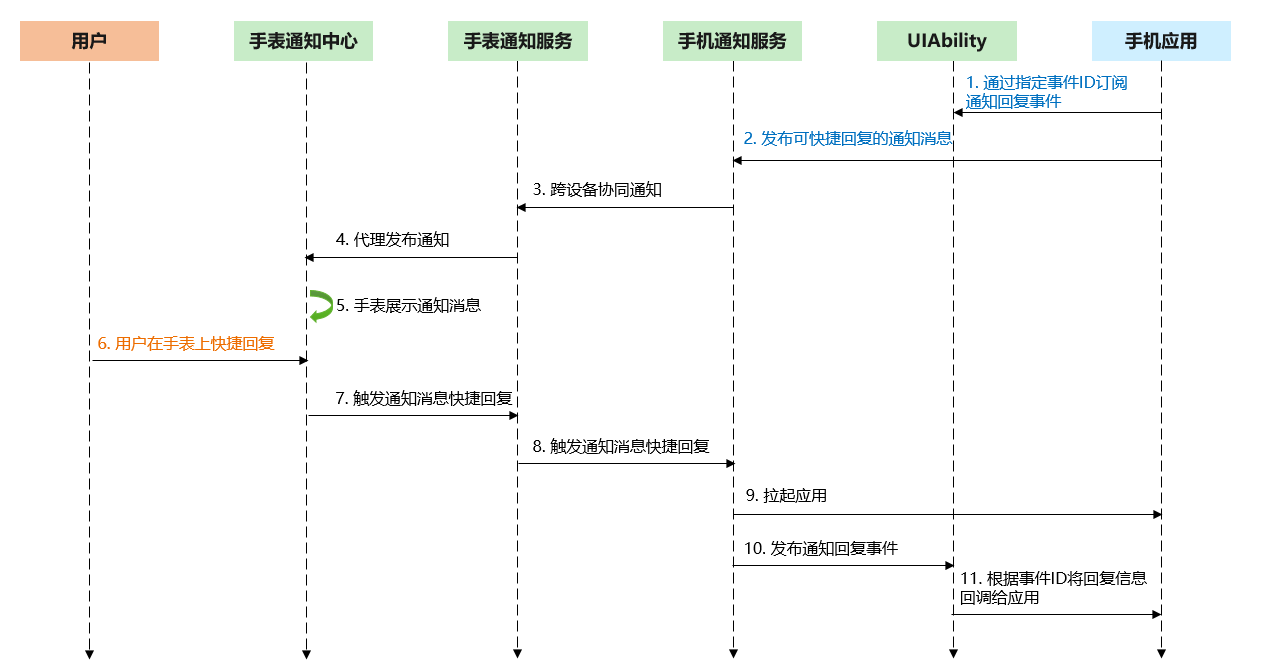 用户
手表通知中心
手表通知服务
手机通知服务
UIAbility
手机应用
1. 通过指定事件ID订阅
通知回复事件
2. 发布可快捷回复的通知消息
3. 跨设备协同通知
4. 代理发布通知
5. 手表展示通知消息
6. 用户在手表上快捷回复
7. 触发通知消息快捷回复
8. 触发通知消息快捷回复
9. 拉起应用
10. 发布通知回复事件
11. 根据事件ID将回复信息
回调给应用